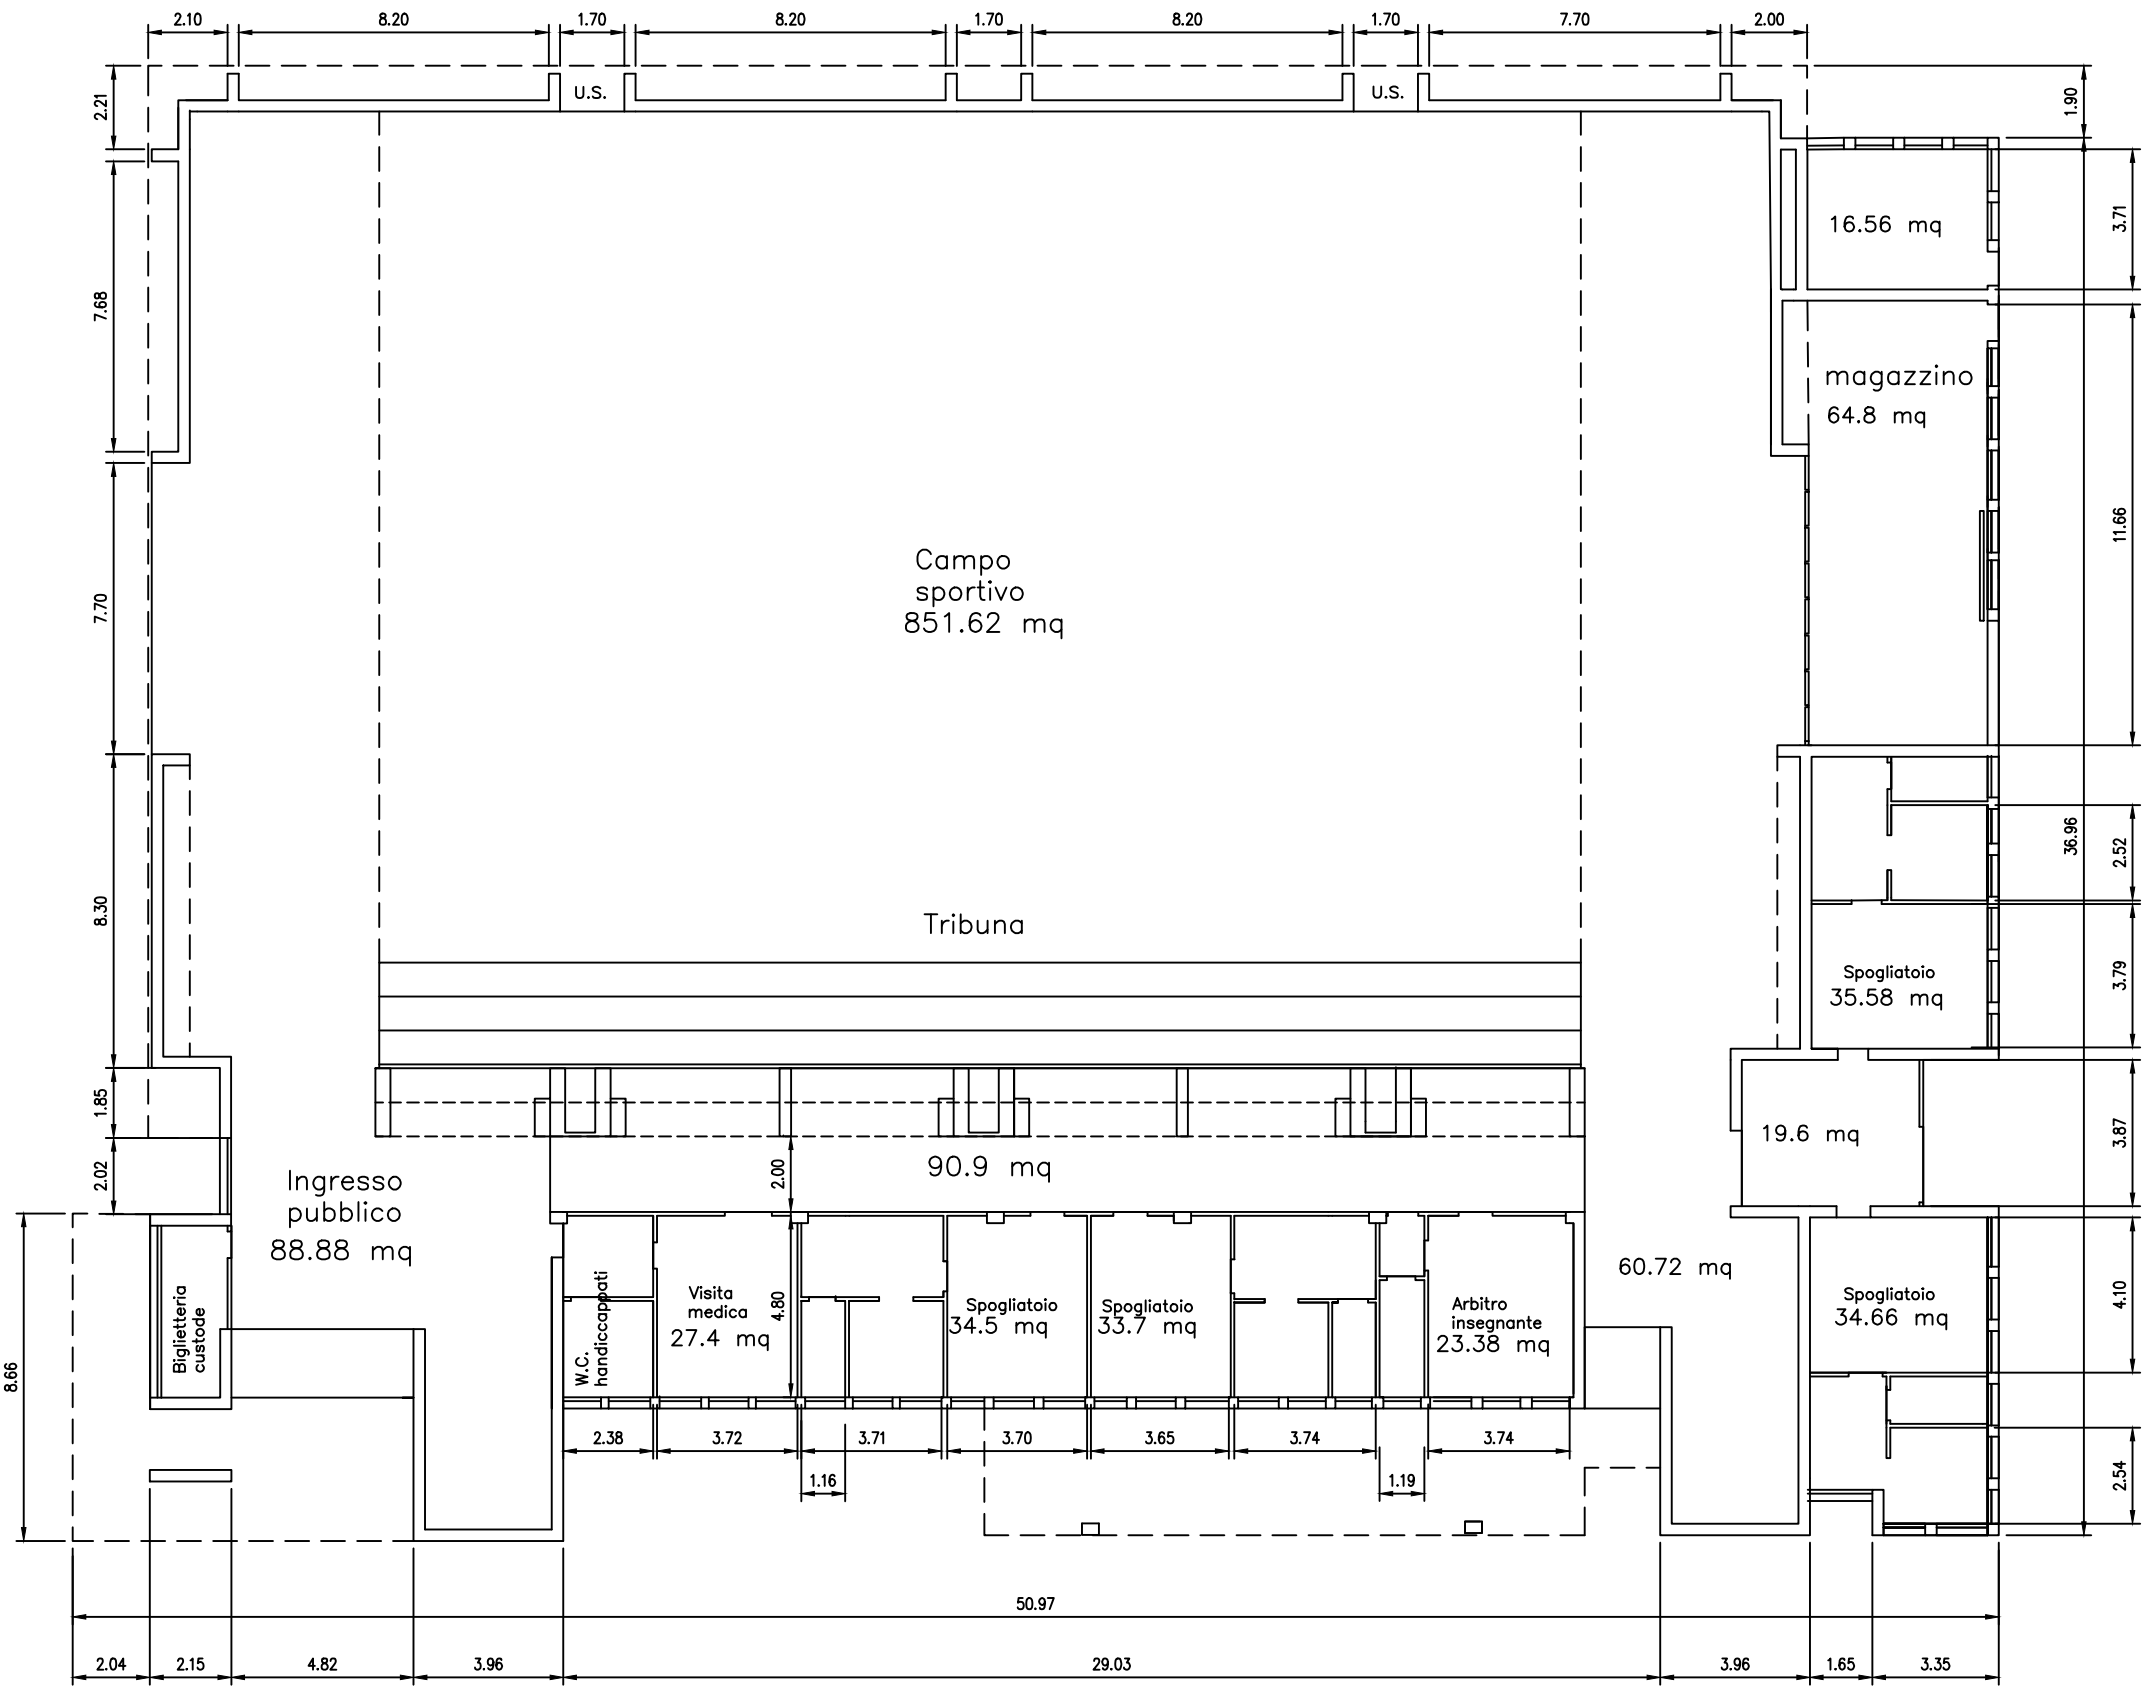 2.10
8.20
1.70
8.20
1.70
8.20
1.70
7.70
2.00
U.S.
U.S.
2.21
1.90
7.68
16.56 mq
3.71
magazzino
64.8 mq
11.66
7.70
Campo
sportivo
851.62 mq
36.96
2.52
8.30
Tribuna
Spogliatoio
35.58 mq
3.79
1.85
2.02
19.6 mq
3.87
Ingresso
pubblico
88.88 mq
90.9 mq
2.00
60.72 mq
8.66
Biglietteria
custode
W.C.
handiccappati
Visita
medica
27.4 mq
4.80
Spogliatoio
34.5 mq
Spogliatoio
33.7 mq
Arbitro
insegnante
23.38 mq
Spogliatoio
34.66 mq
4.10
2.38
3.72
3.71
3.70
3.65
3.74
3.74
1.16
1.19
2.54
50.97
2.04
2.15
4.82
3.96
29.03
3.96
1.65
3.35